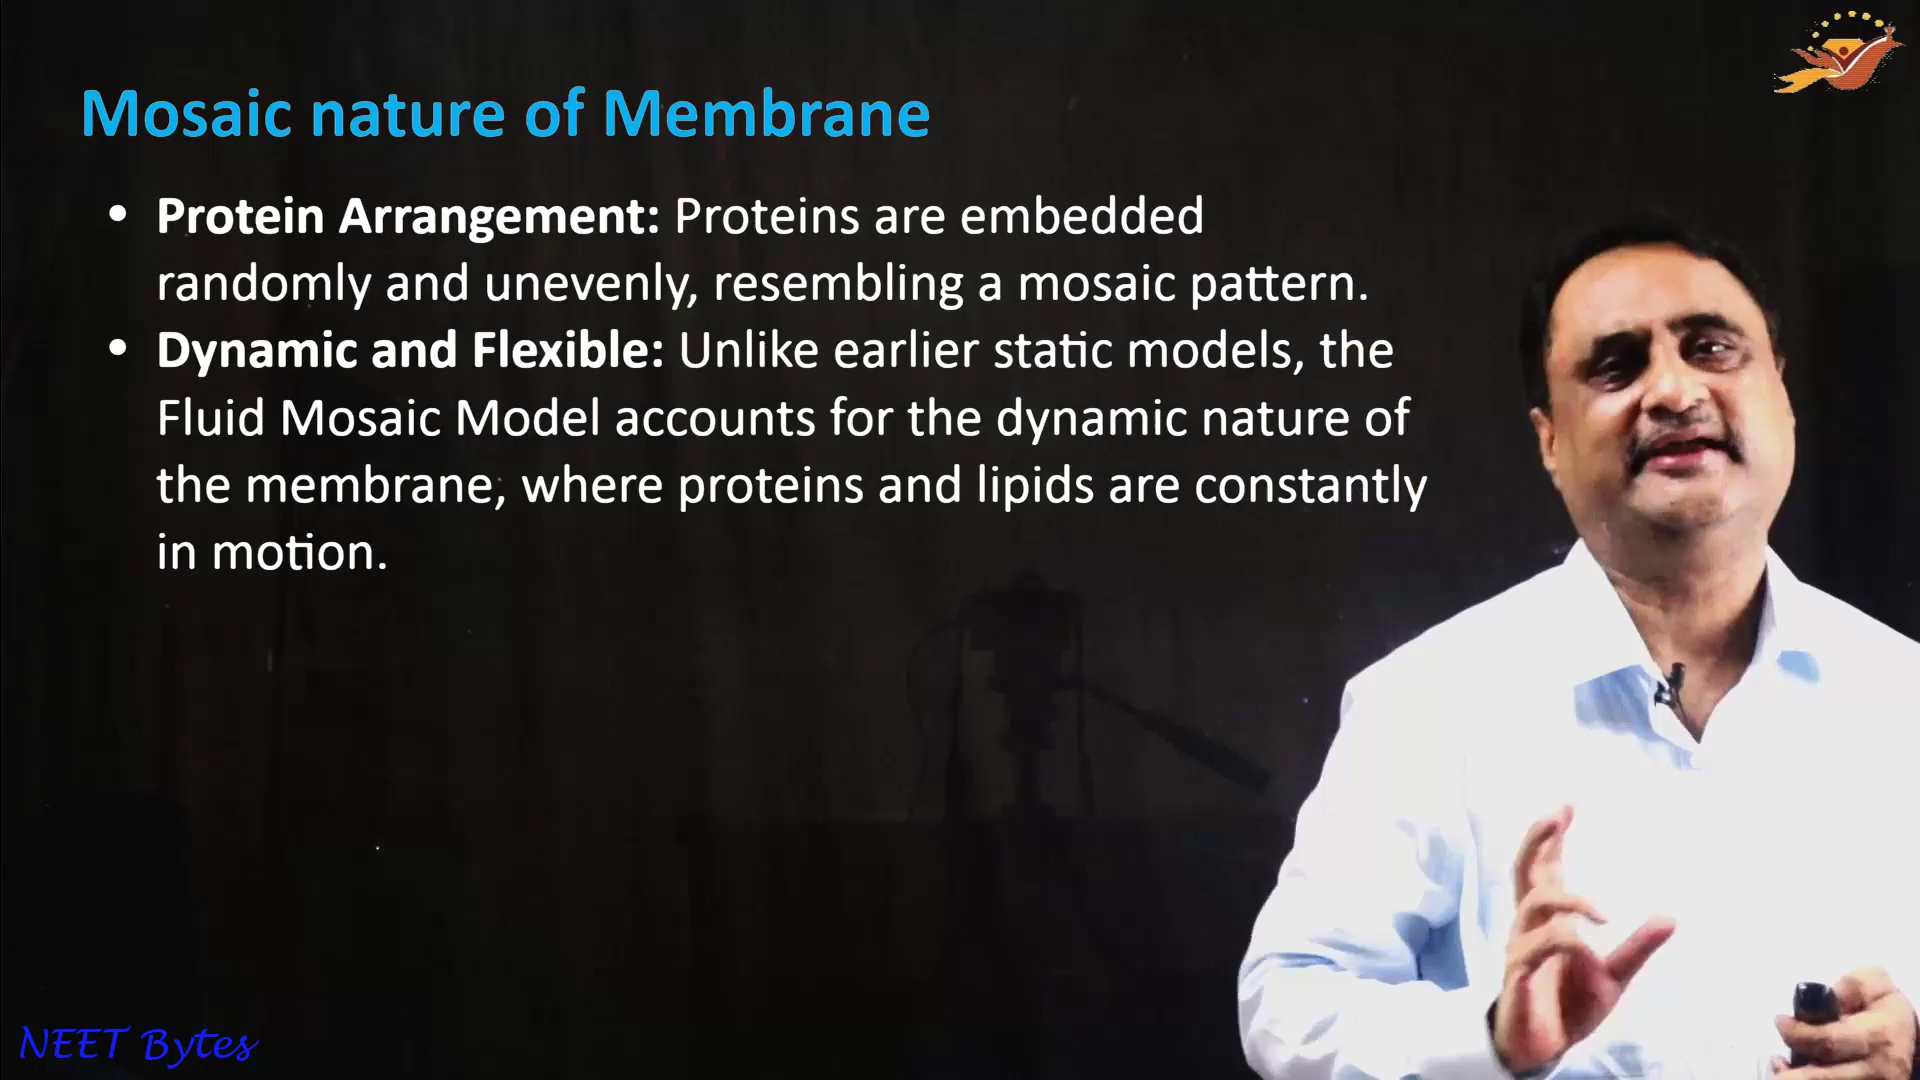 Mosaic nature of Membrane
• Protein Arrangement: Proteins are embedded
randomly and unevenly, resembling a mosaic pattern.
• Dynamic and Flexible: Unlike earlier static models, the
Fluid Mosaic Model accounts for the dynamic nature of
the membrane, where proteins and lipids are constantly
in motion.
NEET Bytes